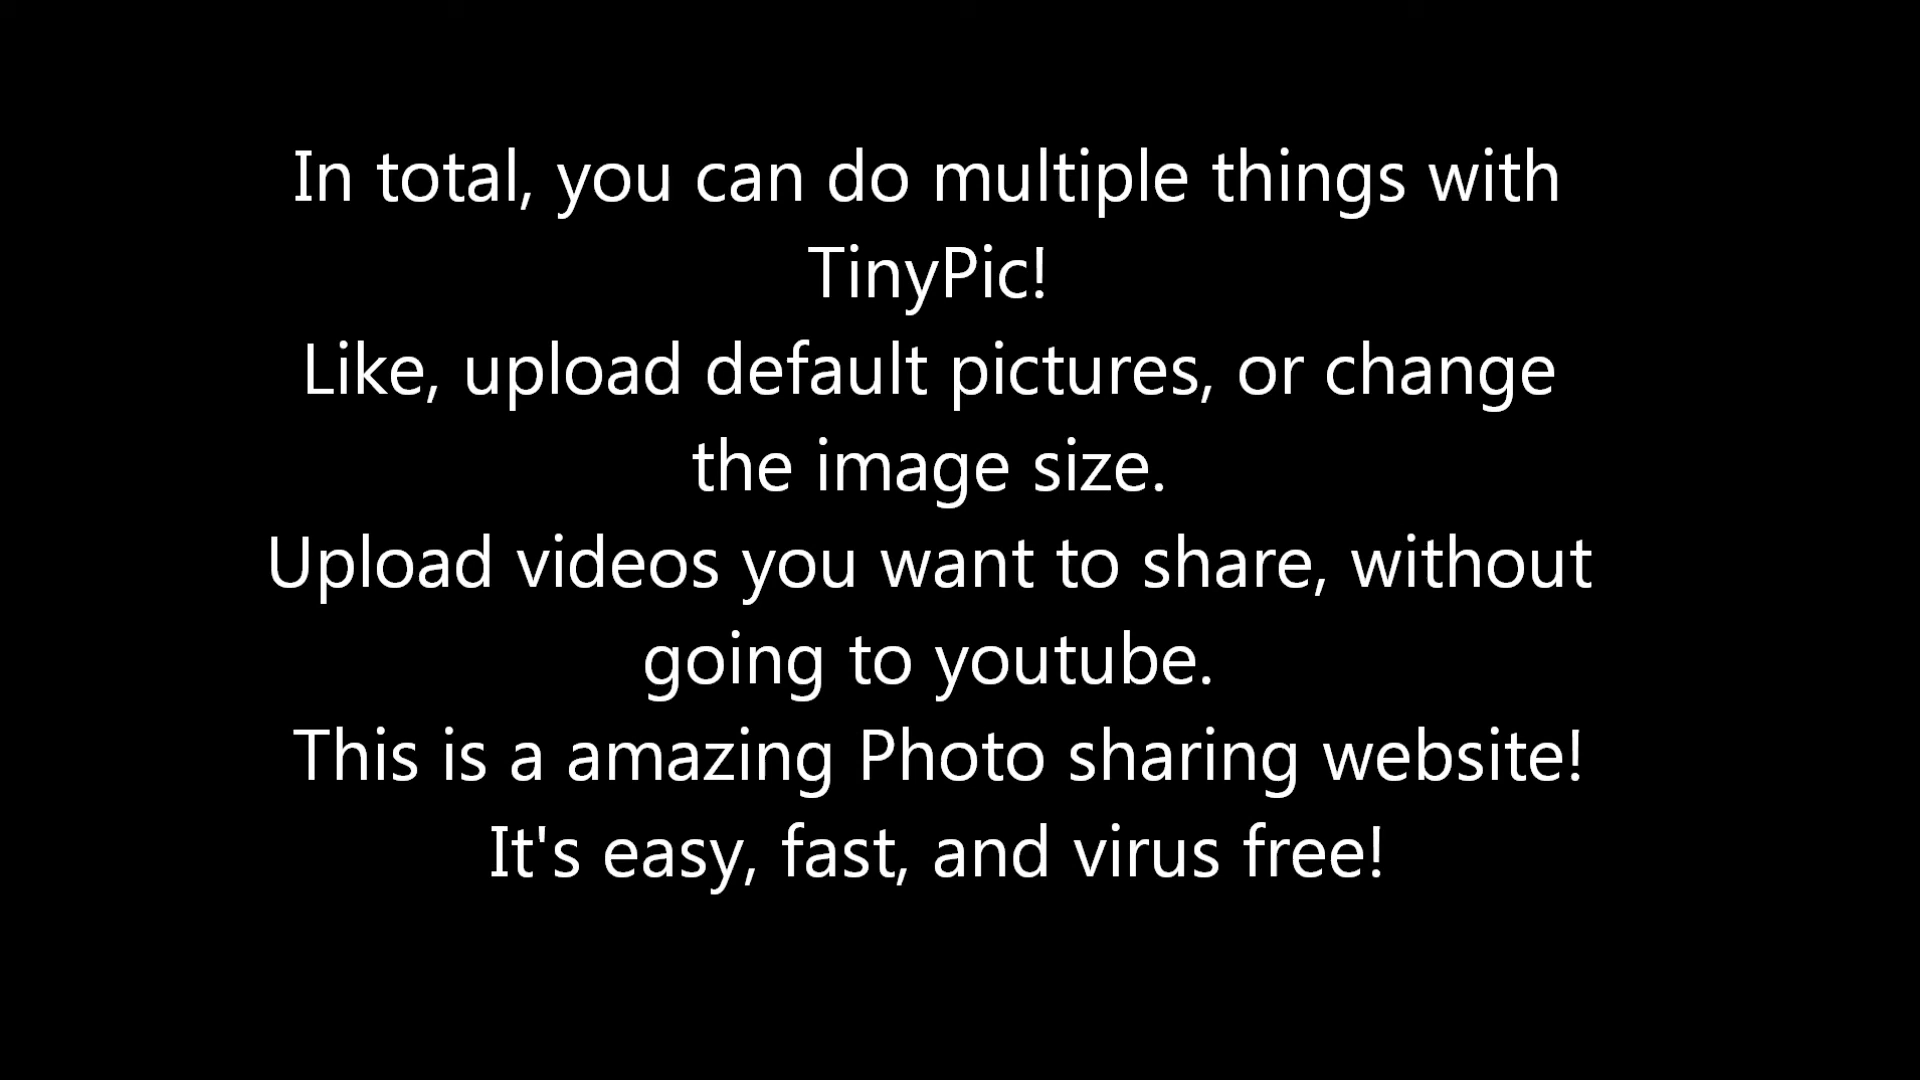 In total, you can do multiple things with
TinyPic!
Like, upload default pictures, or change
the image size.
Upload videos you want to share, without
going to youtube.
This is a amazing Photo sharing website!
It's easy, fast, and virus free!